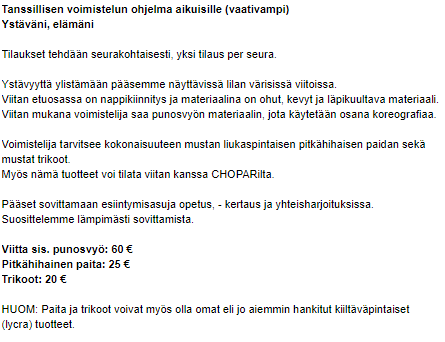 Tanssillisen voimistelun ohjelma aikuisille (vaativampi)
Ystäväni, elämäni
Tilaukset tehdään seurakohtaisesti, yksi tilaus per seura.
Ystävyyttä ylistämään pääsemme näyttävissä lilan värisissä viitoissa.
Viitan etuosassa on nappikiinnitys ja materiaalina on ohut, kevyt ja läpikuultava materiaali.
Viitan mukana voimistelija saa punosvyön materiaalin, jota käytetään osana koreografiaa.
Voimistelija tarvitsee kokonaisuuteen mustan liukaspintaisen pitkähihaisen paidan sekä
mustat trikoot.
Myös nämä tuotteet voi tilata viitan kanssa CHOPARilta.
Pääset sovittamaan esiintymisasuja opetus, - kertaus ja yhteisharjoituksissa.
Suosittelemme lämpimästi sovittamista.
Viitta sis. punosvyö: 60 €
Pitkähihainen paita: 25 €
Trikoot: 20 €
HUOM: Paita ja trikoot voivat myös olla omat eli jo aiemmin hankitut kiiltäväpintaiset
(lycra) tuotteet.